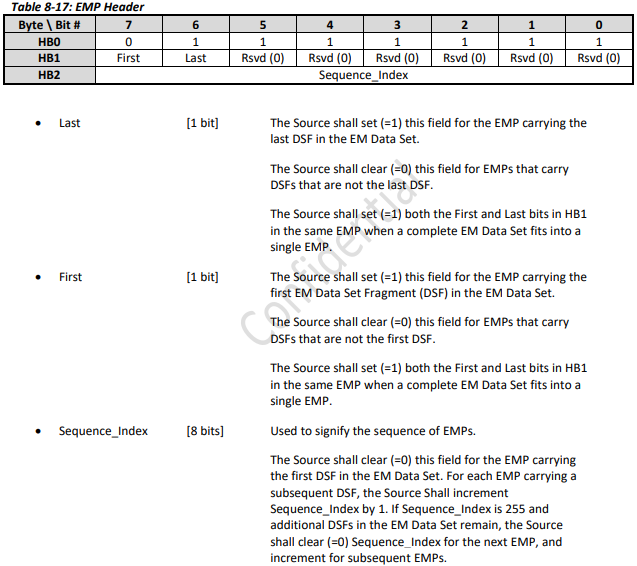 Table 8-17: EMP Header
Byte \ Bit # 7 6 5 4 3 2 1 0
HB0 0 1 1 1 1 1 1 1
HB1 First Last Rsvd (0) Rsvd (0) Rsvd (0) Rsvd (0) Rsvd (0) Rsvd (0)
HB2 Sequence_Index
• Last [1 bit] The Source shall set (=1) this field for the EMP carrying the
last DSF in the EM Data Set.
The Source shall clear (=0) this field for EMPs that carry
DSFs that are not the last DSF.
The Source shall set (=1) both the First and Last bits in HB1
in the same EMP when a complete EM Data Set fits into a
single EMP.
• First [1 bit] The Source shall set (=1) this field for the EMP carrying the
first EM Data Set Fragment (DSF) in the EM Data Set.
The Source shall clear (=0) this field for EMPs that carry
DSFs that are not the first DSF.
The Source shall set (=1) both the First and Last bits in HB1
in the same EMP when a complete EM Data Set fits into a
single EMP.
• Sequence_Index [8 bits] Used to signify the sequence of EMPs.
The Source shall clear (=0) this field for the EMP carrying
the first DSF in the EM Data Set. For each EMP carrying a
subsequent DSF, the Source Shall increment
Sequence_Index by 1. If Sequence_Index is 255 and
additional DSFs in the EM Data Set remain, the Source
shall clear (=0) Sequence_Index for the next EMP, and
increment for subsequent EMPs.
Confidential